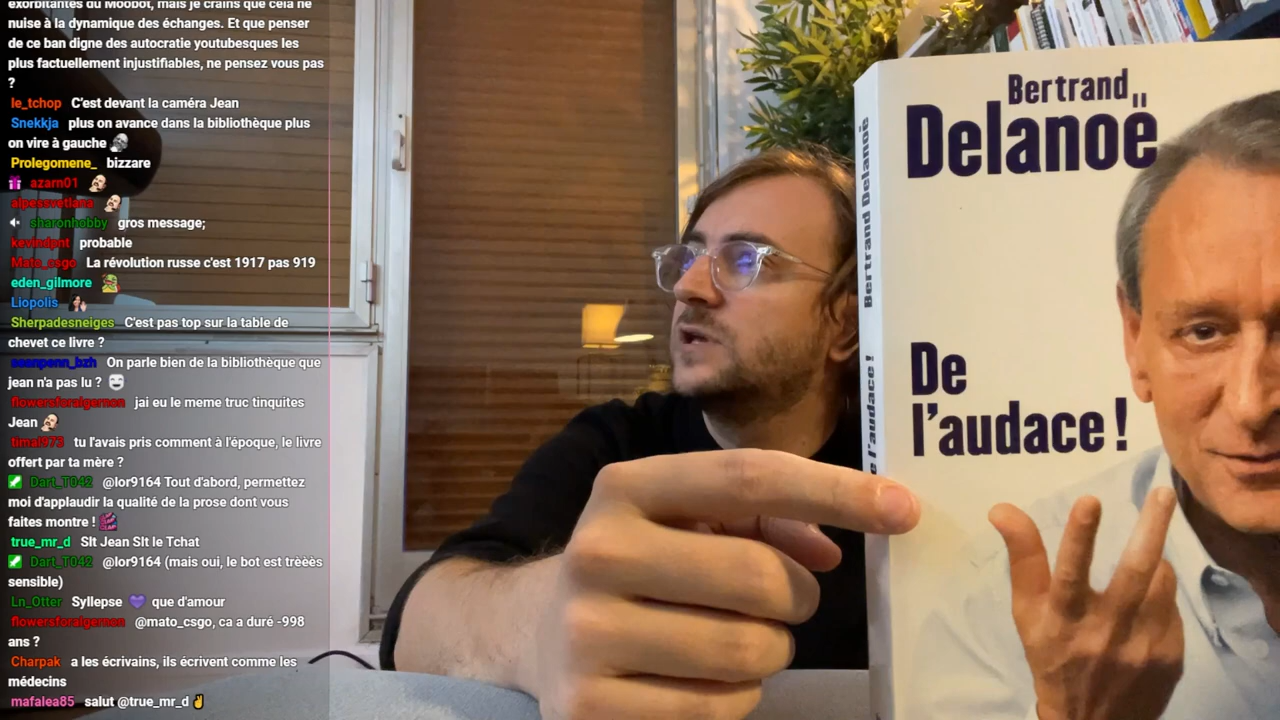 exorbitantes du Moobot, mais je crains que cela ne
nuise à la dynamique des échanges. Et que penser
de ce ban digne des autocratie youtubesques les
plus factuellement injustifiables, ne pensez vous pas
?
le_tchop C'est devant la caméra Jean
Snekkja plus on avance dans la bibliothèque plus
on vire à gauche
Prolegomene_ bizzare
azarn01
alpessvetlana
sharonhobby gros message;
kevindpnt probable
Mato_csgo La révolution russe c'est 1917 pas 919
eden_gilmore
Liopolis
Sherpadesneiges C'est pas top sur la table de
chevet ce livre ?
seanpenn_bzh On parle bien de la bibliothèque que
jean n'a pas lu ?
flowersforalgernon jai eu le meme truc tinquites
Jean
timal973 tu l'avais pris comment à l'époque, le livre
offert par ta mère ?
Dart_T042 @lor9164 Tout d'abord, permettez
moi d'applaudir la qualité de la prose dont vous
faites montre !
true_mr_d Slt Jean Slt le Tchat
Dart_T042 @lor9164 (mais oui, le bot est trèèès
sensible)
Ln_Otter Syllepse 💜 que d'amour
flowersforalgernon @mato_csgo, ca a duré -998
ans ?
Charpak a les écrivains, ils écrivent comme les
médecins
mafalea85 salut @true_mr_d ✌
Bertrand Delanoë
De l'audace !
Bertrand
Delanoë
De
l'audace !